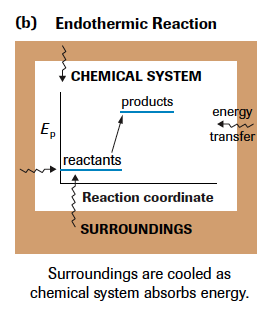 (b) Endothermic Reaction
CHEMICAL SYSTEM
products
energy
transfer
Ep
reactants
Reaction coordinate
SURROUNDINGS
Surroundings are cooled as
chemical system absorbs energy.